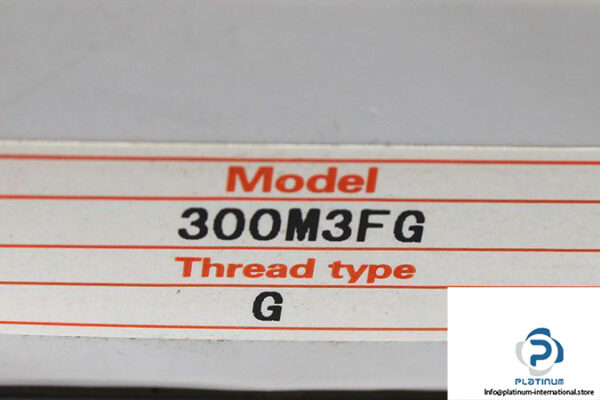 Model
300M3FG
Thread type
G
PLATINUM
Info@platinum-international.store